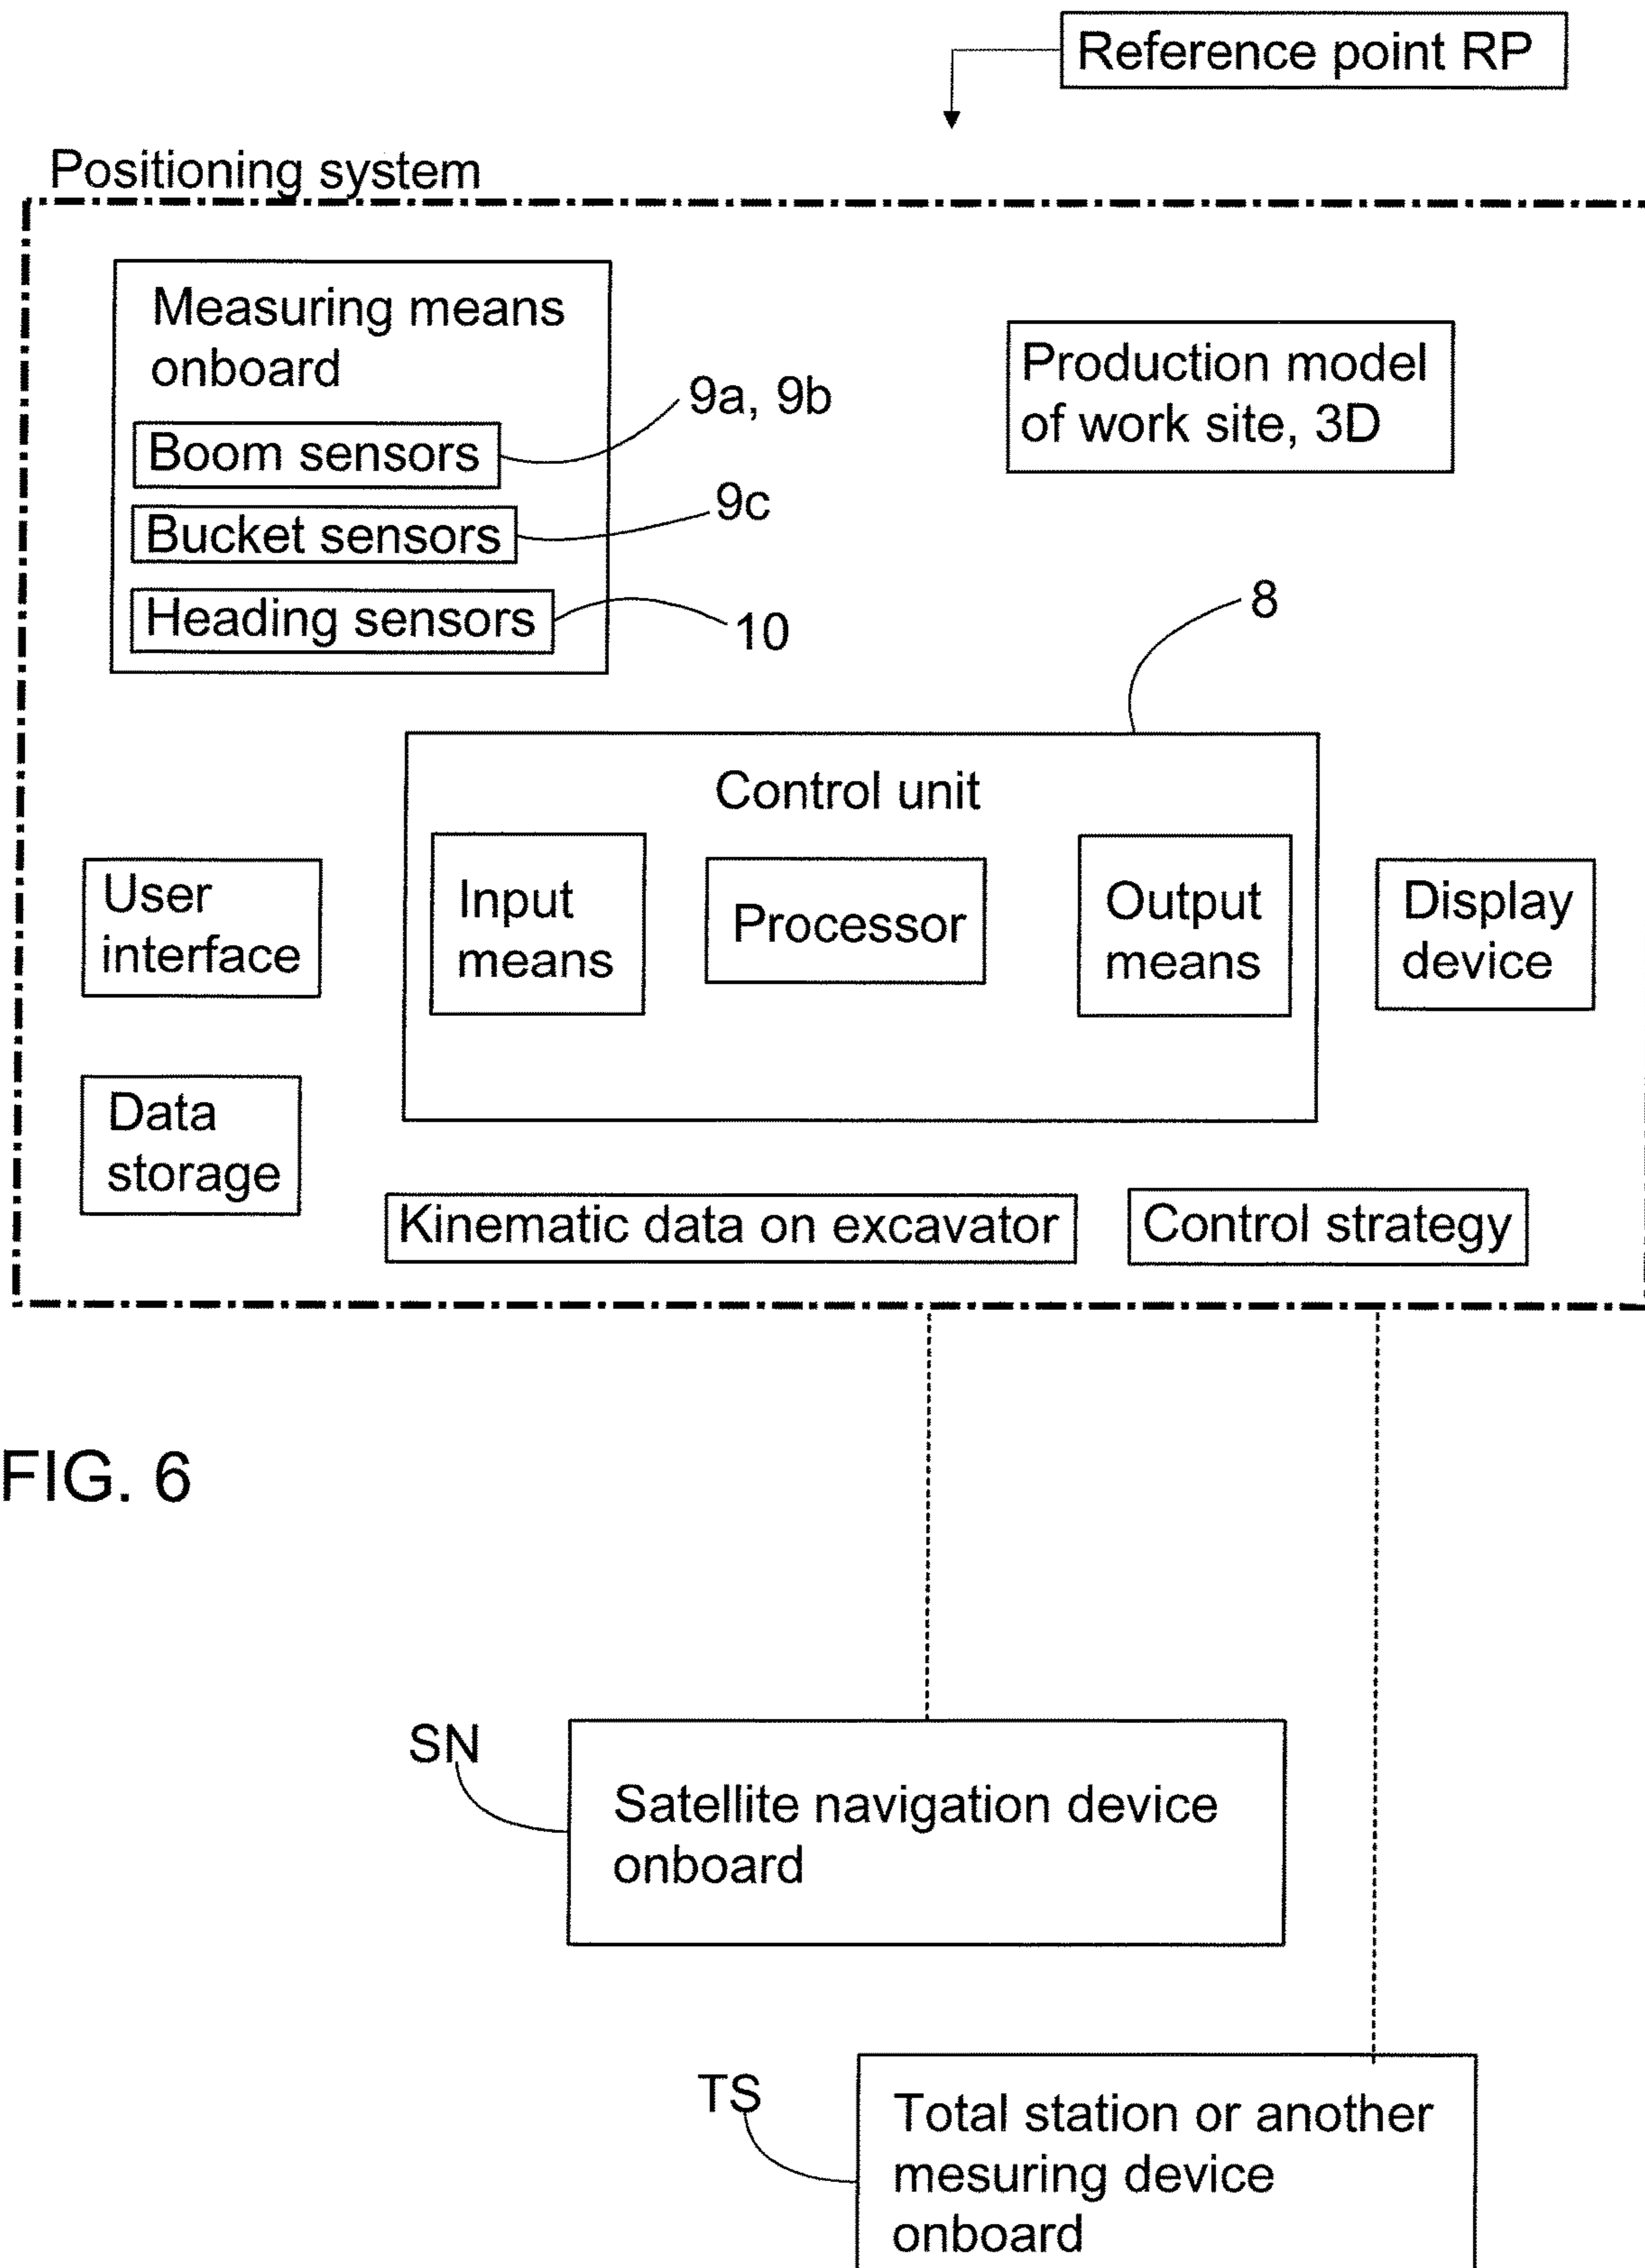 Reference point RP
Positioning system
Measuring means
onboard
Boom sensors
9a, 9b
Bucket sensors
9c
Heading sensors
10
Production model
of work site, 3D
8
Control unit
Input
means
Processor
Output
means
User
interface
Display
device
Data
storage
Kinematic data on excavator
Control strategy
FIG. 6
SN
Satellite navigation device
onboard
TS
Total station or another
mesuring device
onboard